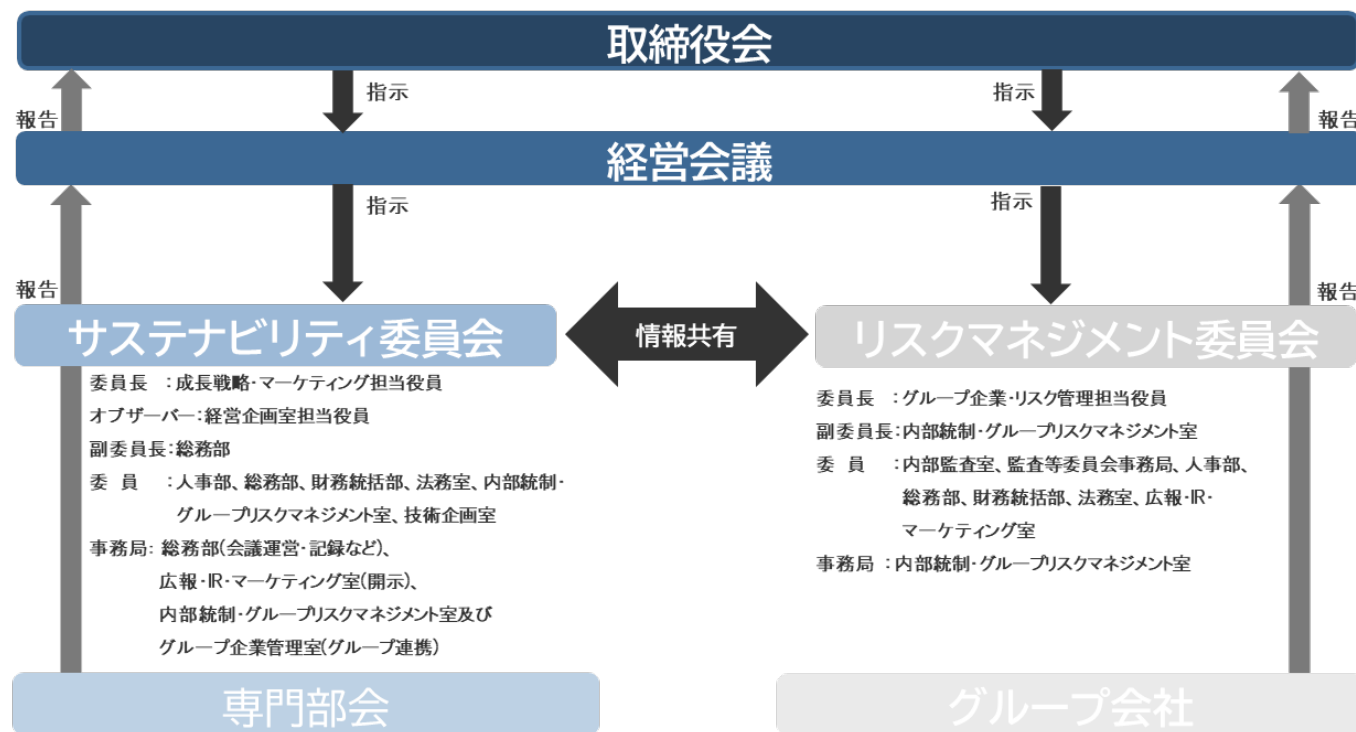 取締役会
報告
指示
指示
報告
経営会議
指示
指示
報告
報告
サステナビリティ委員会
情報共有
リスクマネジメント委員会
委員長 :成長戦略・マーケティング担当役員
オブザーバー:経営企画室担当役員
副委員長:総務部
委 員 :人事部、総務部、財務統括部、法務室、内部統制・
グループリスクマネジメント室、技術企画室
事務局: 総務部(会議運営・記録など)、
広報・IR・マーケティング室(開示)、
内部統制・グループリスクマネジメント室及び
グループ企業管理室(グループ連携)
委員長 :グループ企業・リスク管理担当役員
副委員長:内部統制・グループリスクマネジメント室
委 員 :内部監査室、監査等委員会事務局、人事部、
総務部、財務統括部、法務室、広報・IR・
マーケティング室
事務局 :内部統制・グループリスクマネジメント室
専門部会
グループ会社